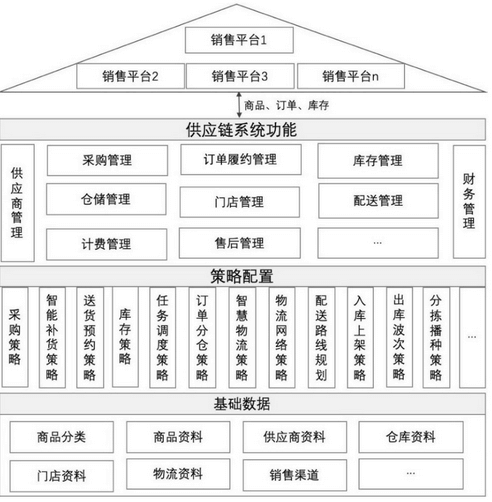 销售平台1
销售平台2
销售平台3
销售平台n
商品、订单、库存
供应链系统功能
供应商管理
采购管理
订单履约管理
库存管理
仓储管理
门店管理
配送管理
计费管理
售后管理
...
财务管理
策略配置
采购策略
智能补货策略
送货预约策略
库存策略
任务调度策略
订单分仓策略
智慧物流策略
物流网络策略
配送路线规划
入库上架策略
出库波次策略
分拣播种策略
...
基础数据
商品分类
商品资料
供应商资料
仓库资料
门店资料
物流资料
销售渠道
...